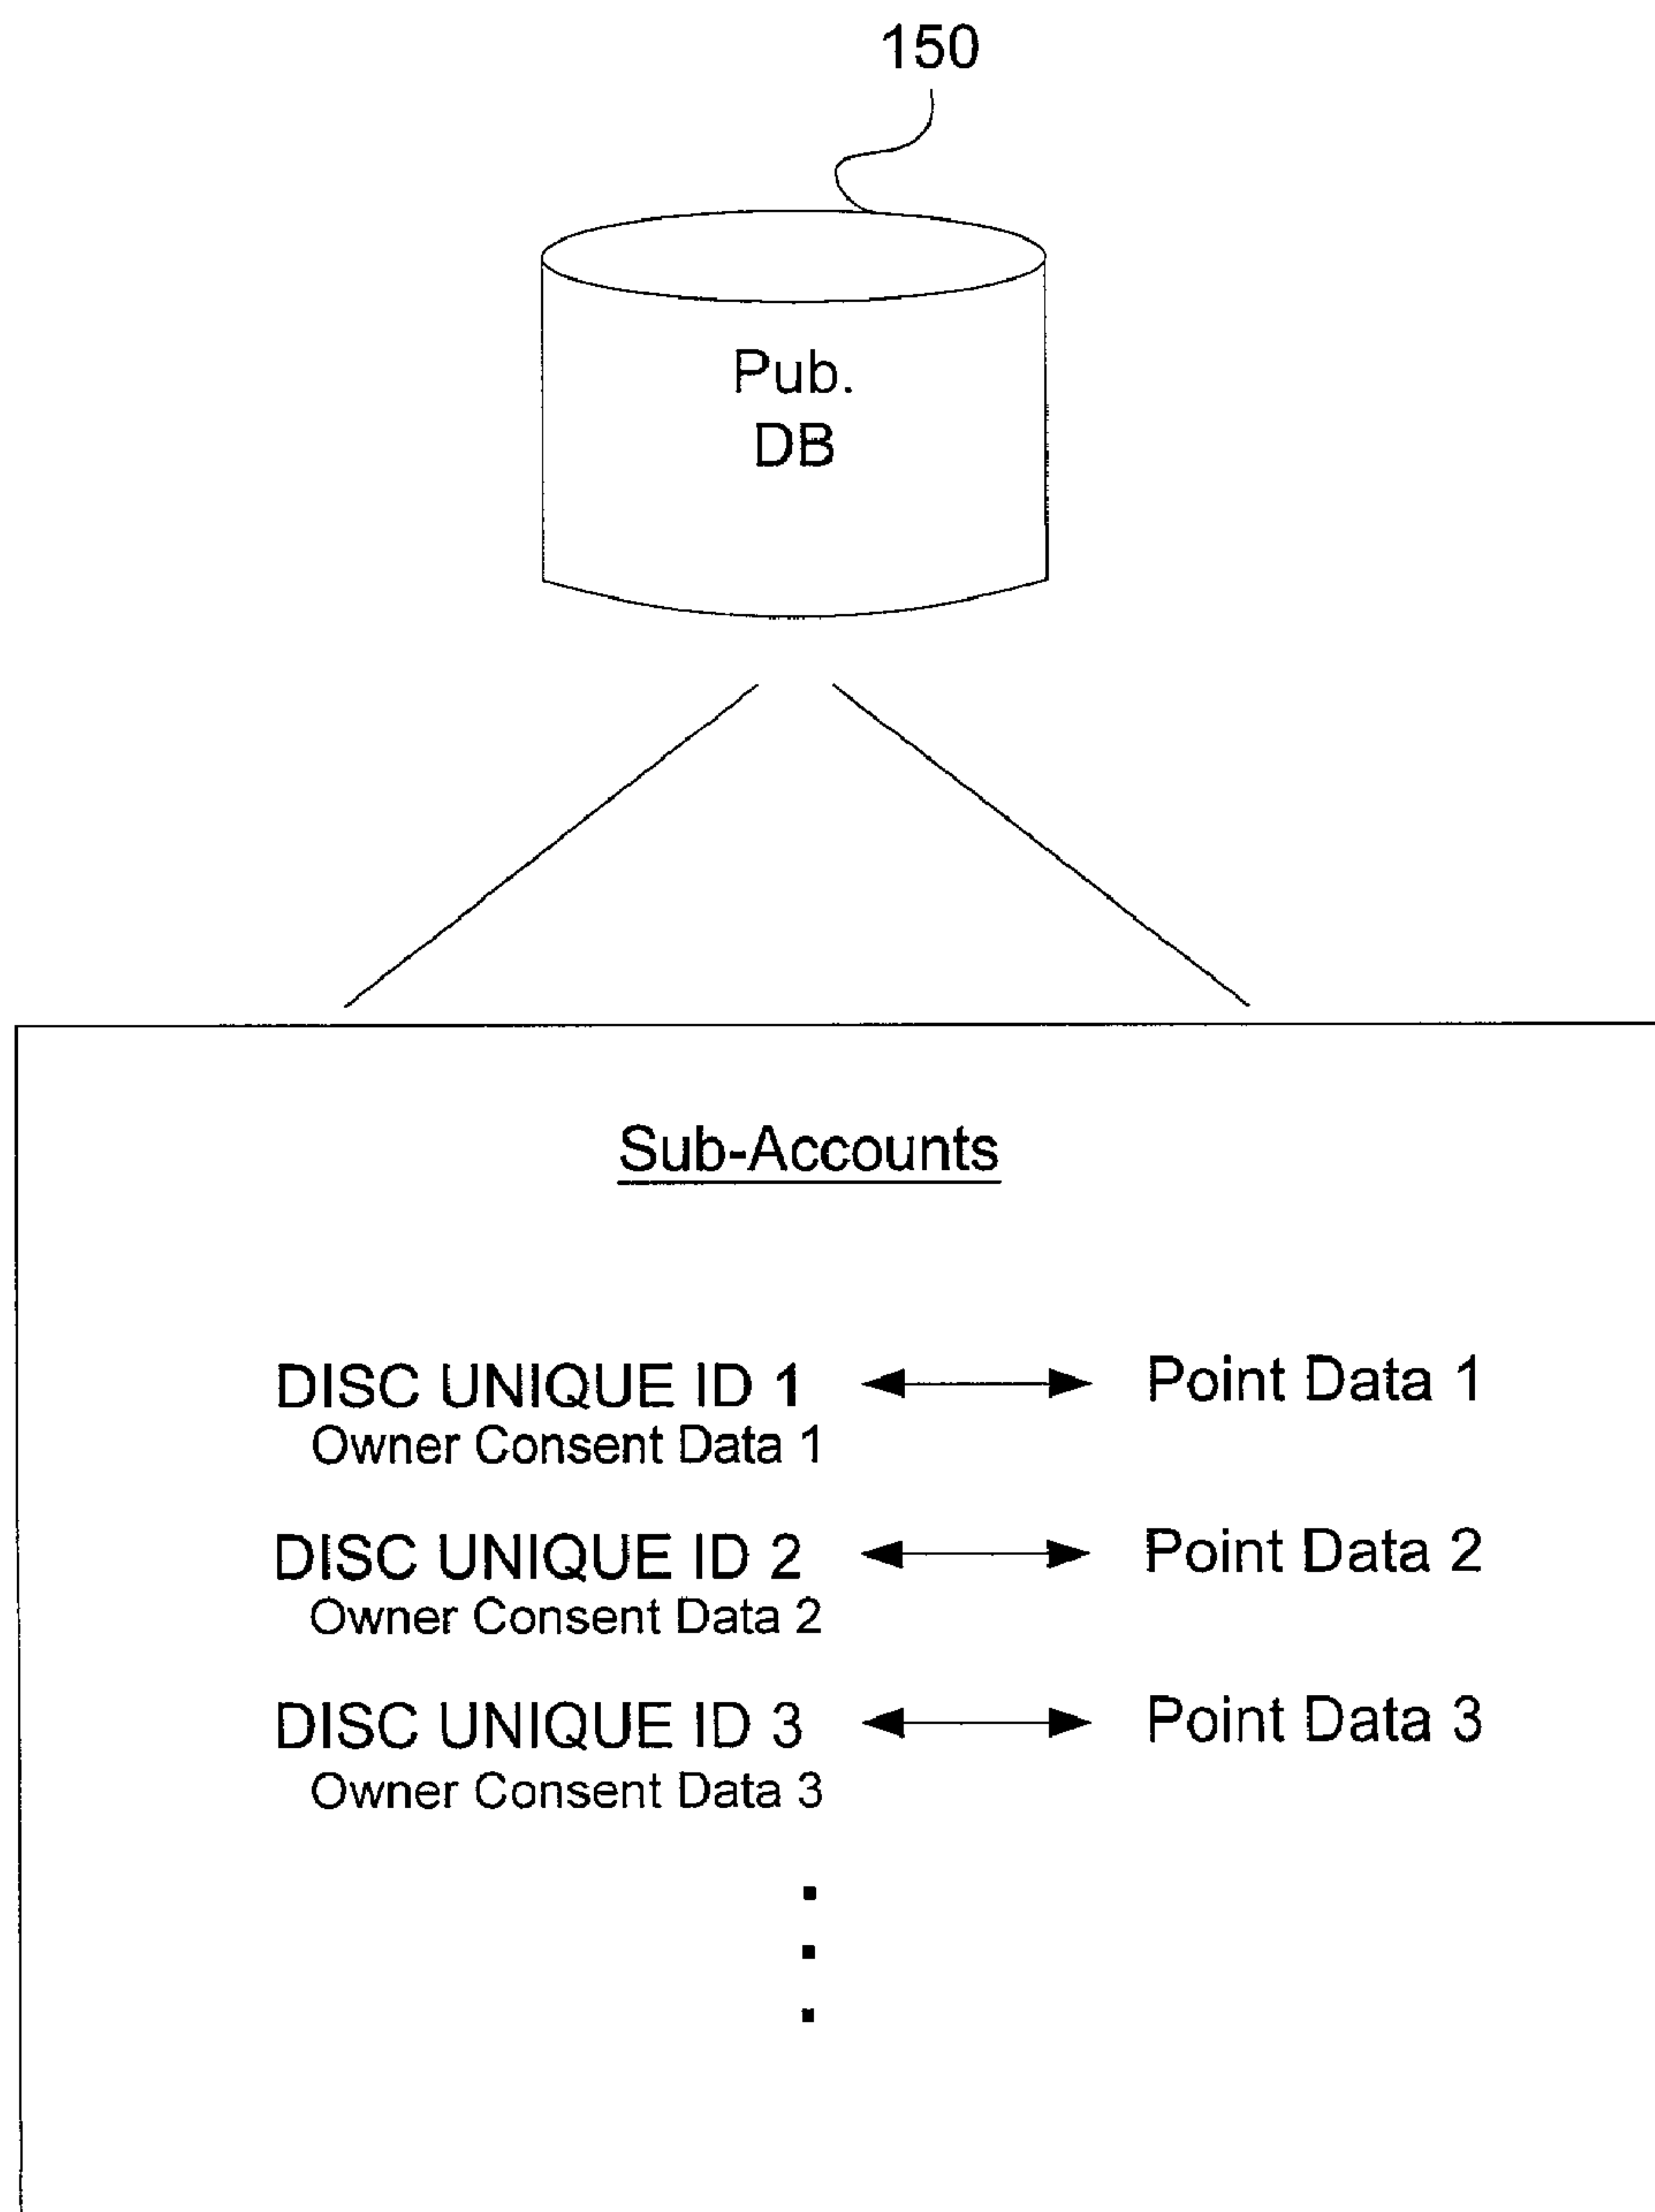 150
Pub.
DB
Sub-Accounts
DISC UNIQUE ID 1 Point Data 1
Owner Consent Data 1
DISC UNIQUE ID 2 Point Data 2
Owner Consent Data 2
DISC UNIQUE ID 3 Point Data 3
Owner Consent Data 3